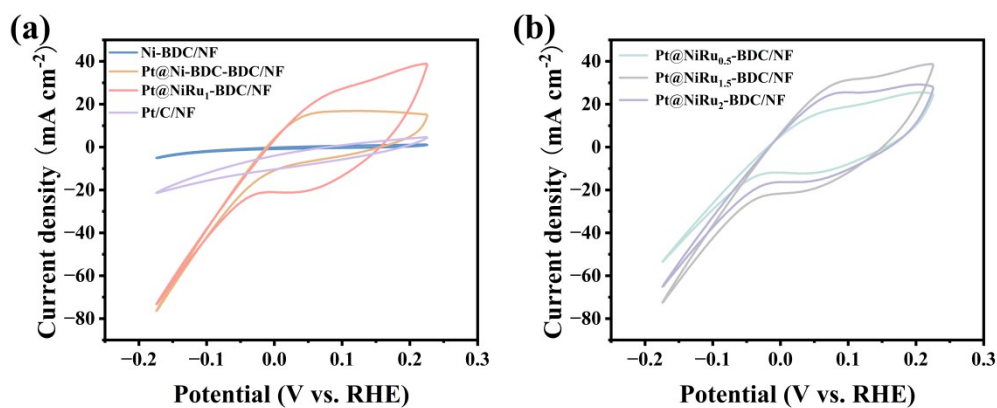 (a)
Current density (mA cm⁻²)
40
20
0
−20
−40
−60
−80
Ni-BDC/NF
Pt@Ni-BDC-BDC/NF
Pt@NiRu₁-BDC/NF
Pt/C/NF
−0.2
−0.1
0.0
0.1
0.2
0.3
Potential (V vs. RHE)
(b)
Current density (mA cm⁻²)
40
20
0
−20
−40
−60
−80
Pt@NiRu₀.₅-BDC/NF
Pt@NiRu₁.₅-BDC/NF
Pt@NiRu₂-BDC/NF
−0.2
−0.1
0.0
0.1
0.2
0.3
Potential (V vs. RHE)